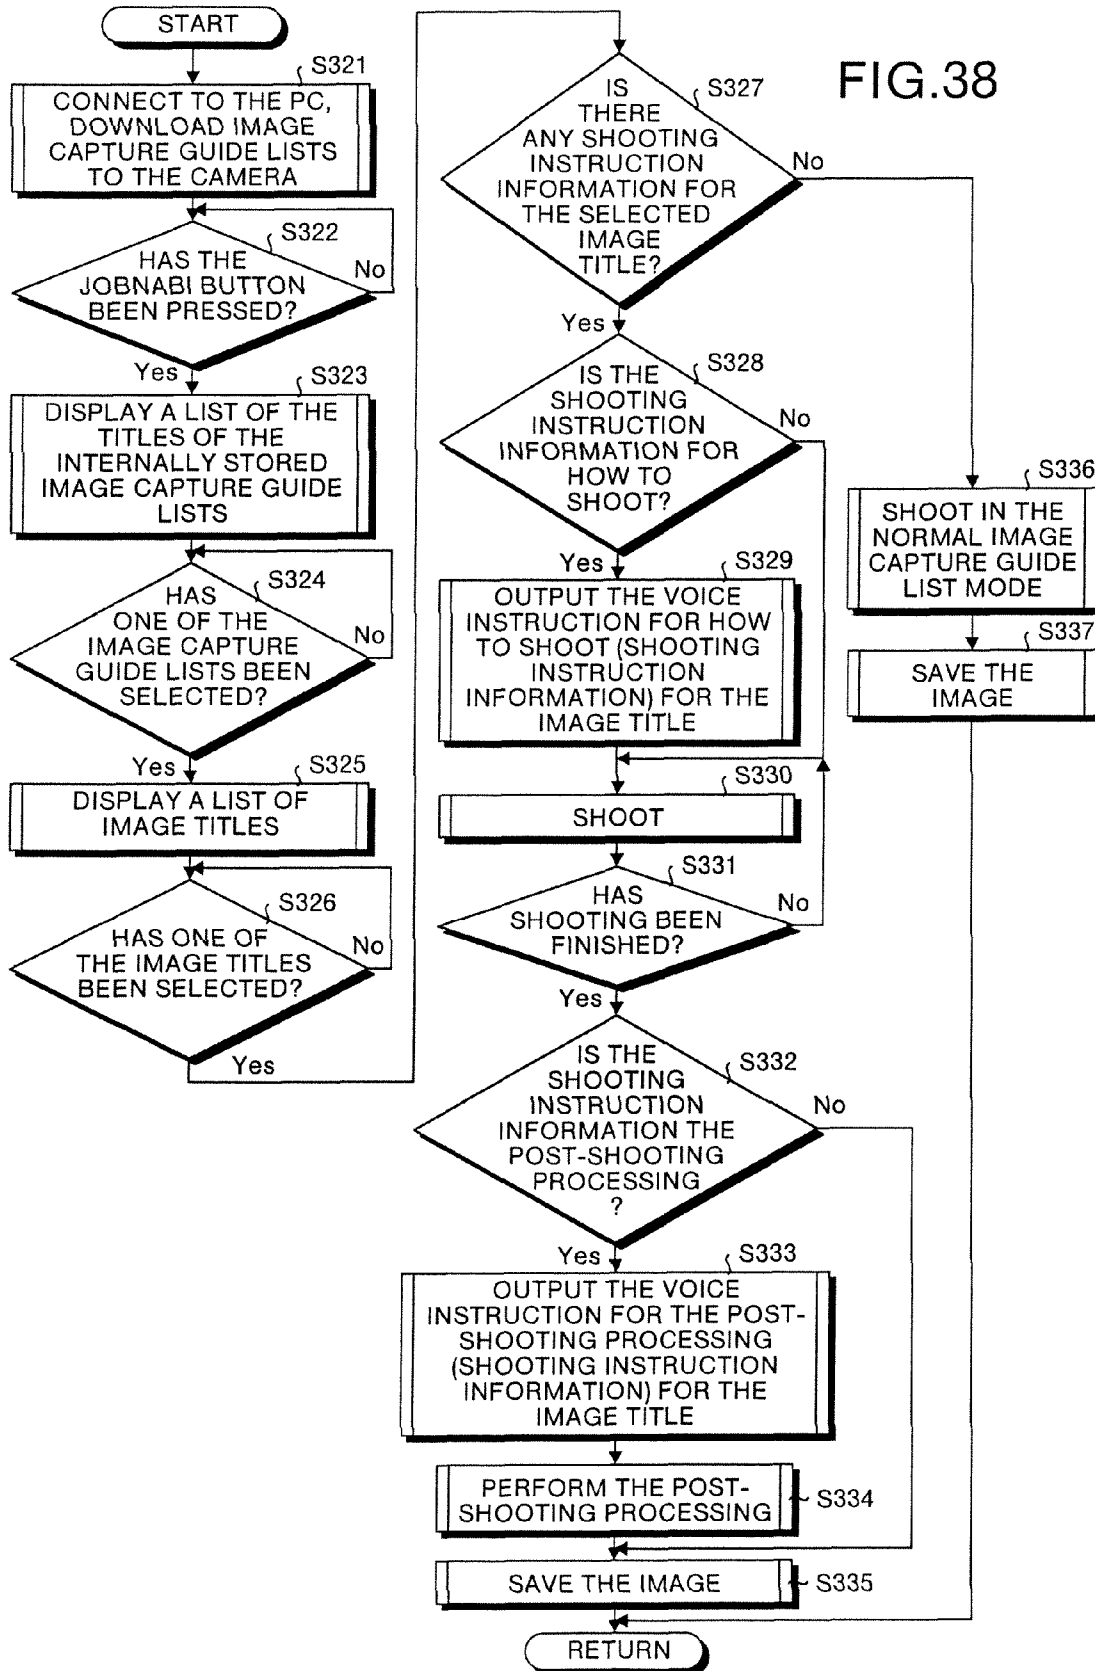 FIG.38
START
S321
CONNECT TO THE PC,
DOWNLOAD IMAGE
CAPTURE GUIDE LISTS
TO THE CAMERA
S322
HAS THE
JOBNABI BUTTON
BEEN PRESSED?
No
Yes
S323
DISPLAY A LIST OF THE
TITLES OF THE
INTERNALLY STORED
IMAGE CAPTURE GUIDE
LISTS
S324
HAS
ONE OF THE
IMAGE CAPTURE
GUIDE LISTS BEEN
SELECTED?
No
Yes
S325
DISPLAY A LIST OF
IMAGE TITLES
S326
HAS ONE OF
THE IMAGE TITLES
BEEN SELECTED?
No
Yes
S327
IS
THERE
ANY SHOOTING
INSTRUCTION
INFORMATION FOR
THE SELECTED
IMAGE
TITLE?
No
Yes
S328
IS THE
SHOOTING
INSTRUCTION
INFORMATION FOR
HOW TO
SHOOT?
No
Yes
S329
OUTPUT THE VOICE
INSTRUCTION FOR HOW
TO SHOOT (SHOOTING
INSTRUCTION
INFORMATION) FOR THE
IMAGE TITLE
S330
SHOOT
S331
HAS
SHOOTING BEEN
FINISHED?
No
Yes
S332
IS THE
SHOOTING
INSTRUCTION
INFORMATION THE
POST-SHOOTING
PROCESSING
?
No
Yes
S333
OUTPUT THE VOICE
INSTRUCTION FOR THE POST-
SHOOTING PROCESSING
(SHOOTING INSTRUCTION
INFORMATION) FOR THE
IMAGE TITLE
PERFORM THE POST-
SHOOTING PROCESSING
S334
SAVE THE IMAGE
S335
S336
SHOOT IN THE
NORMAL IMAGE
CAPTURE GUIDE
LIST MODE
S337
SAVE THE
IMAGE
RETURN